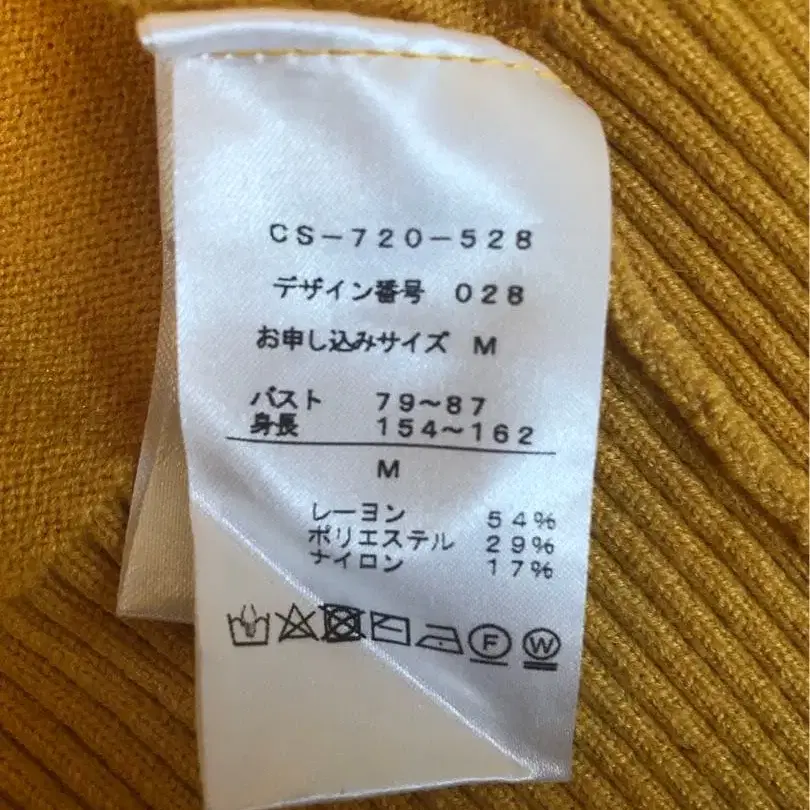 CS-720-528
デザイン番号 028
お申し込みサイズ M
バスト 79~87
身長 154~162
M
レーヨン 54%
ポリエステル 29%
ナイロン 17%
F W